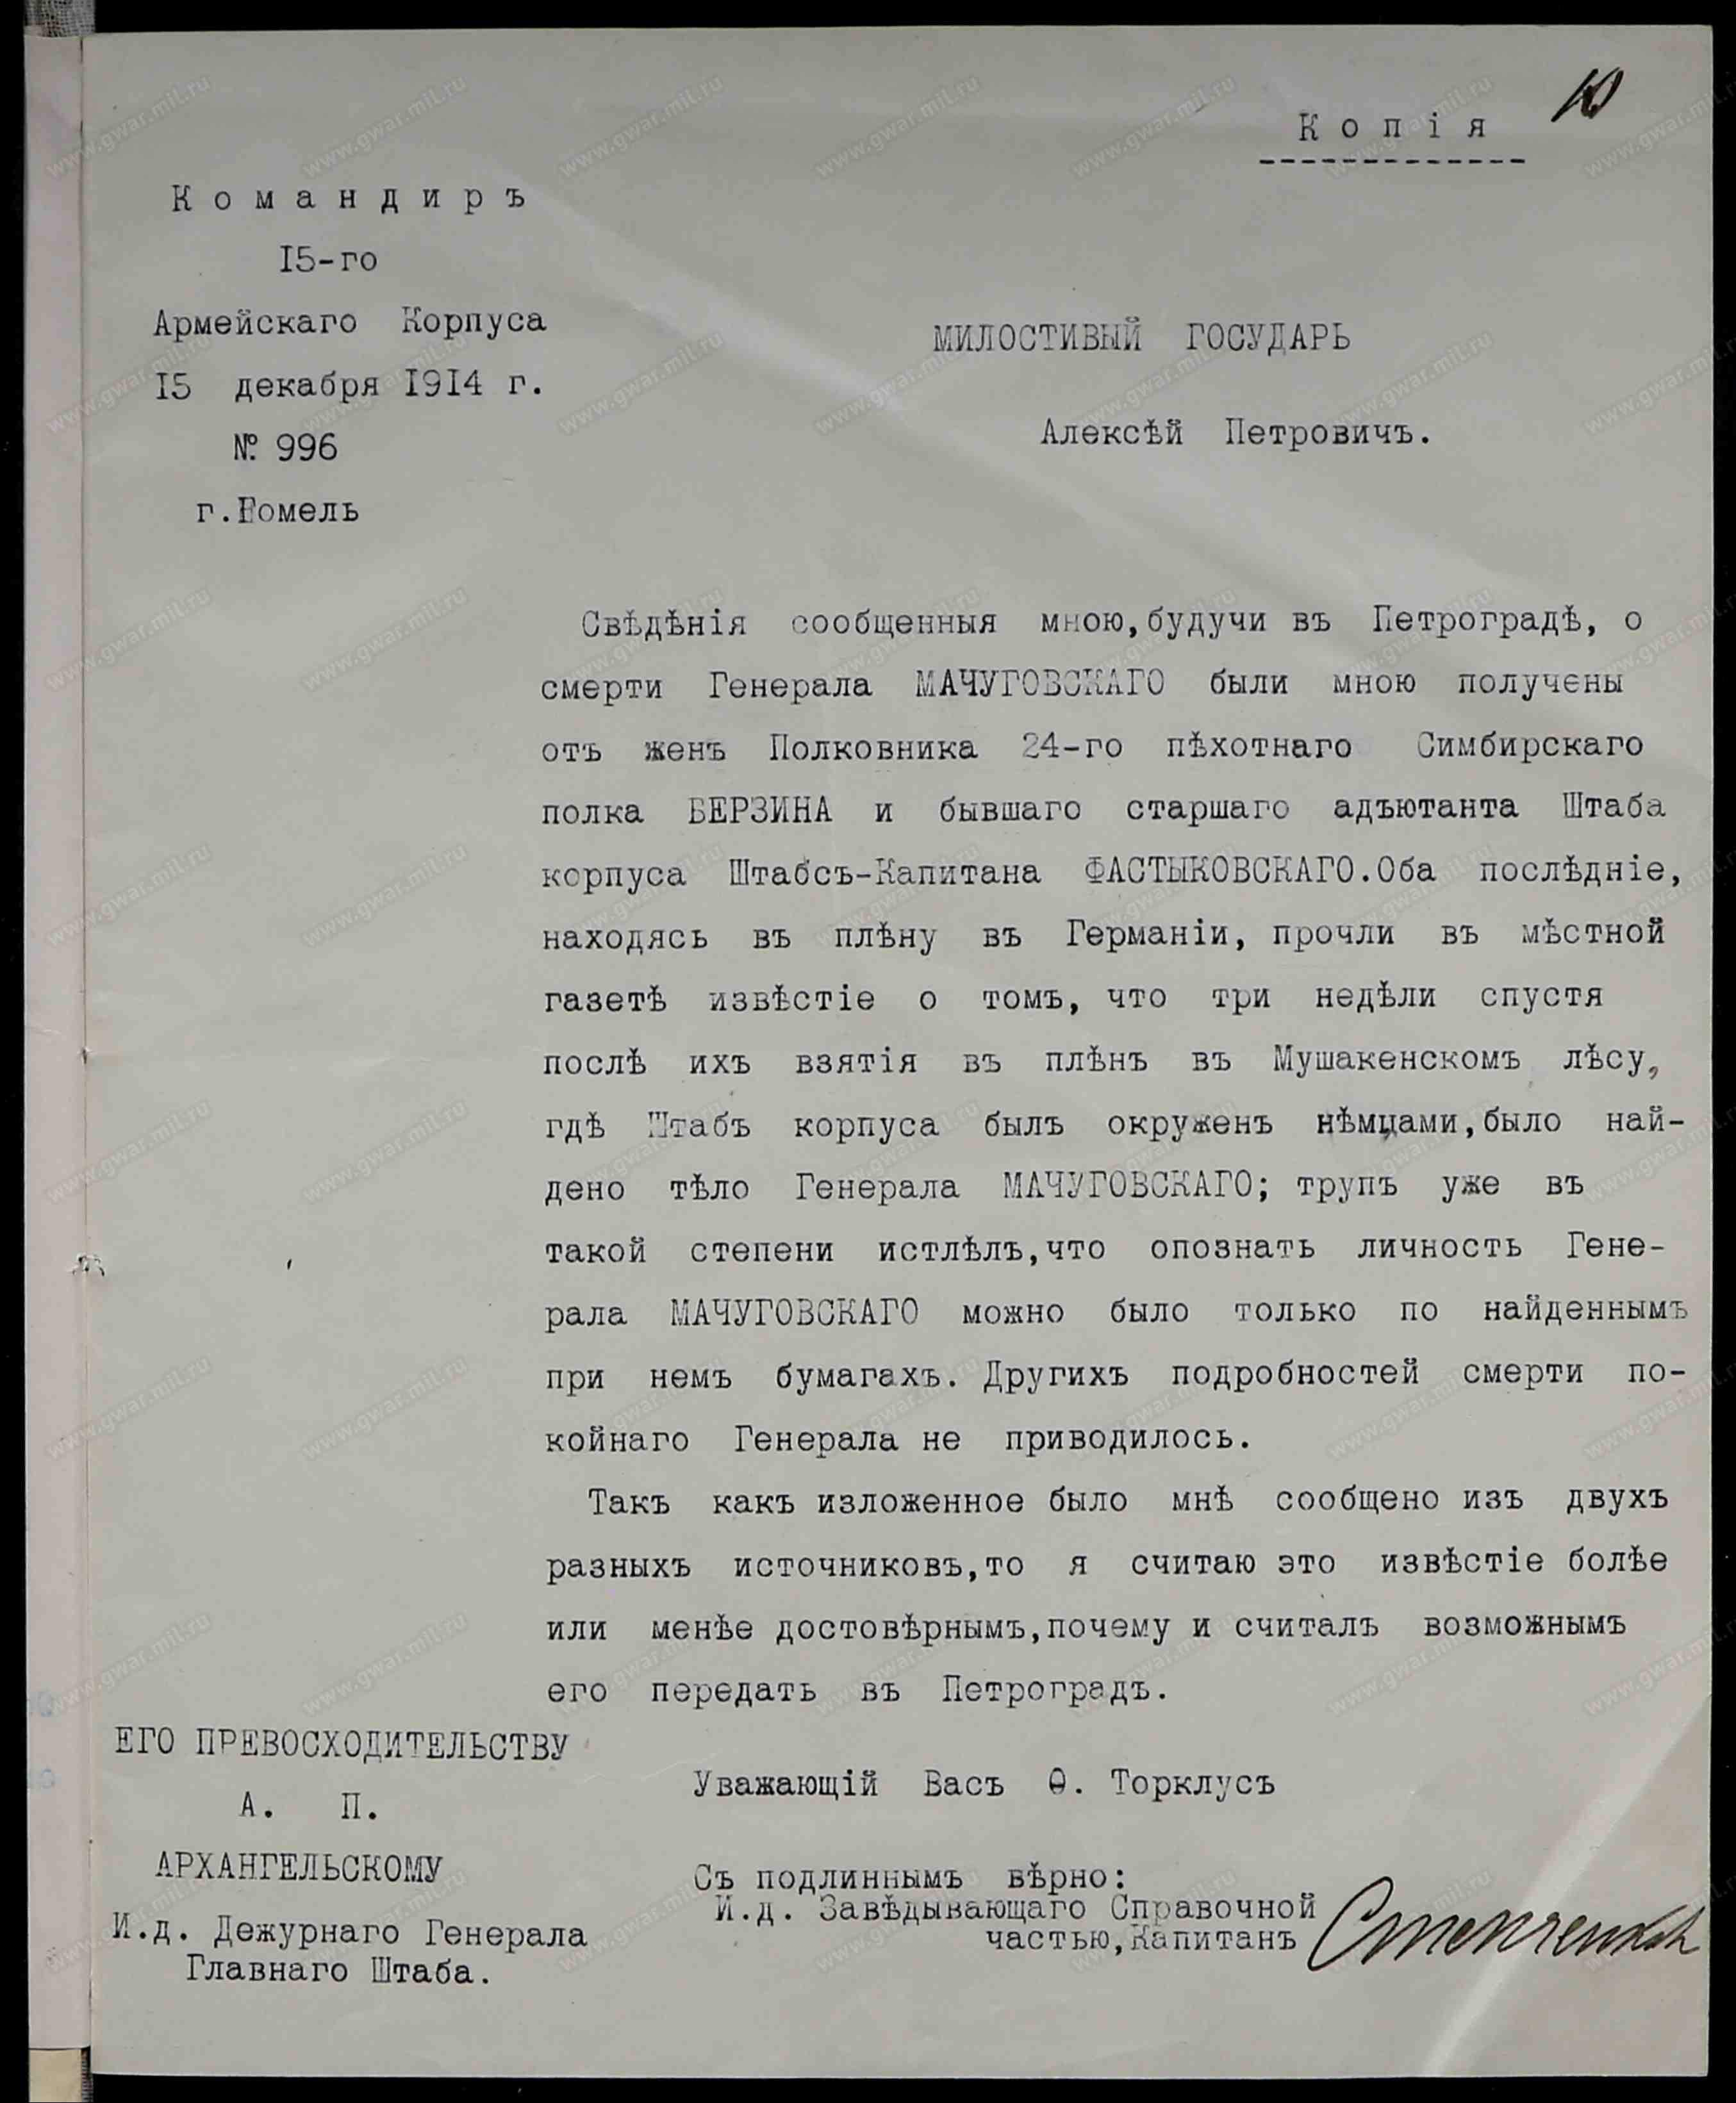 10
Копія
Командиръ
I5-го
Армейскаго Корпуса
I5 декабря I9I4 г.
№ 996
г.Гомель
МИЛОСТИВЫЙ ГОСУДАРЬ
Алексѣй Петровичъ.
Свѣдѣнія сообщенныя мною,будучи въ Петроградѣ, о
смерти Генерала МАЧУГОВСКАГО были мною получены
отъ женъ Полковника 24-го пѣхотнаго Симбирскаго
полка БЕРЗИНА и бывшаго старшаго адъютанта Штаба
корпуса Штабсъ-Капитана ФАСТЫКОВСКАГО.Оба послѣдніе,
находясь въ плѣну въ Германіи, прочли въ мѣстной
газетѣ извѣстіе о томъ, что три недѣли спустя
послѣ ихъ взятія въ плѣнъ въ Мушакенскомъ лѣсу,
гдѣ Штабъ корпуса былъ окруженъ нѣмцами,было най-
дено тѣло Генерала МАЧУГОВСКАГО; трупъ уже въ
такой степени истлѣлъ,что опознать личность Гене-
рала МАЧУГОВСКАГО можно было только по найденнымъ
при немъ бумагахъ. Другихъ подробностей смерти по-
койнаго Генерала не приводилось.
Такъ какъ изложенное было мнѣ сообщено изъ двухъ
разныхъ источниковъ,то я считаю это извѣстіе болѣе
или менѣе достовѣрнымъ,почему и считалъ возможнымъ
его передать въ Петроградъ.
Уважающій Васъ Ѳ. Торклусъ
ЕГО ПРЕВОСХОДИТЕЛЬСТВУ
А. П.
АРХАНГЕЛЬСКОМУ
И.д. Дежурнаго Генерала
Главнаго Штаба.
Съ подлиннымъ вѣрно:
И.д. Завѣдывающаго Справочной
частью,Капитанъ
www.gwar.mil.ru